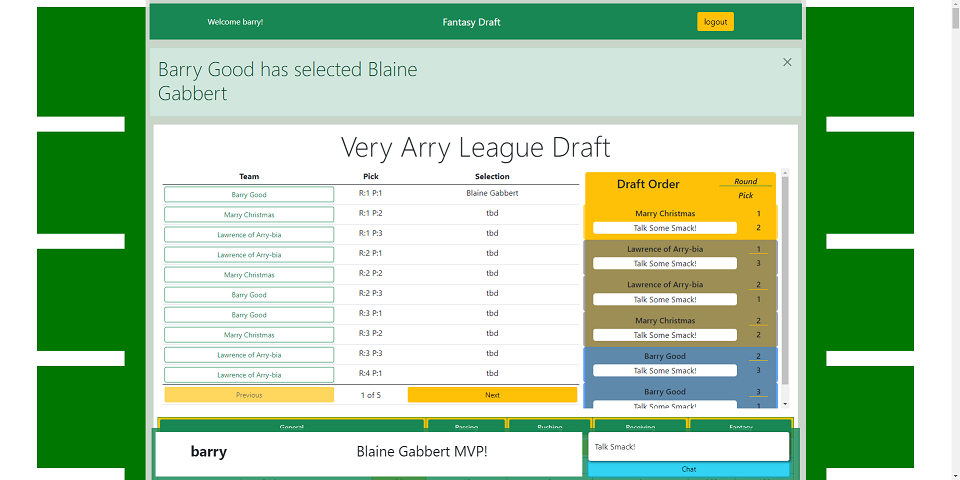 Welcome barry!
Fantasy Draft
logout
Barry Good has selected Blaine
Gabbert
Very Arry League Draft
Team Pick Selection
Barry Good R:1 P:1 Blaine Gabbert
Marry Christmas R:1 P:2 tbd
Lawrence of Arry-bia R:1 P:3 tbd
Lawrence of Arry-bia R:2 P:1 tbd
Marry Christmas R:2 P:2 tbd
Barry Good R:2 P:3 tbd
Barry Good R:3 P:1 tbd
Marry Christmas R:3 P:2 tbd
Lawrence of Arry-bia R:3 P:3 tbd
Lawrence of Arry-bia R:4 P:1 tbd
Previous 1 of 5 Next
Draft Order Round
Pick
Marry Christmas 1
Talk Some Smack! 2
Lawrence of Arry-bia 1
Talk Some Smack! 3
Lawrence of Arry-bia 2
Talk Some Smack! 1
Marry Christmas 2
Talk Some Smack! 2
Barry Good 2
Talk Some Smack! 3
Barry Good 3
Talk Some Smack! 1
General Passing Rushing Receiving Fantasy
barry Blaine Gabbert MVP!
Talk Smack!
Chat